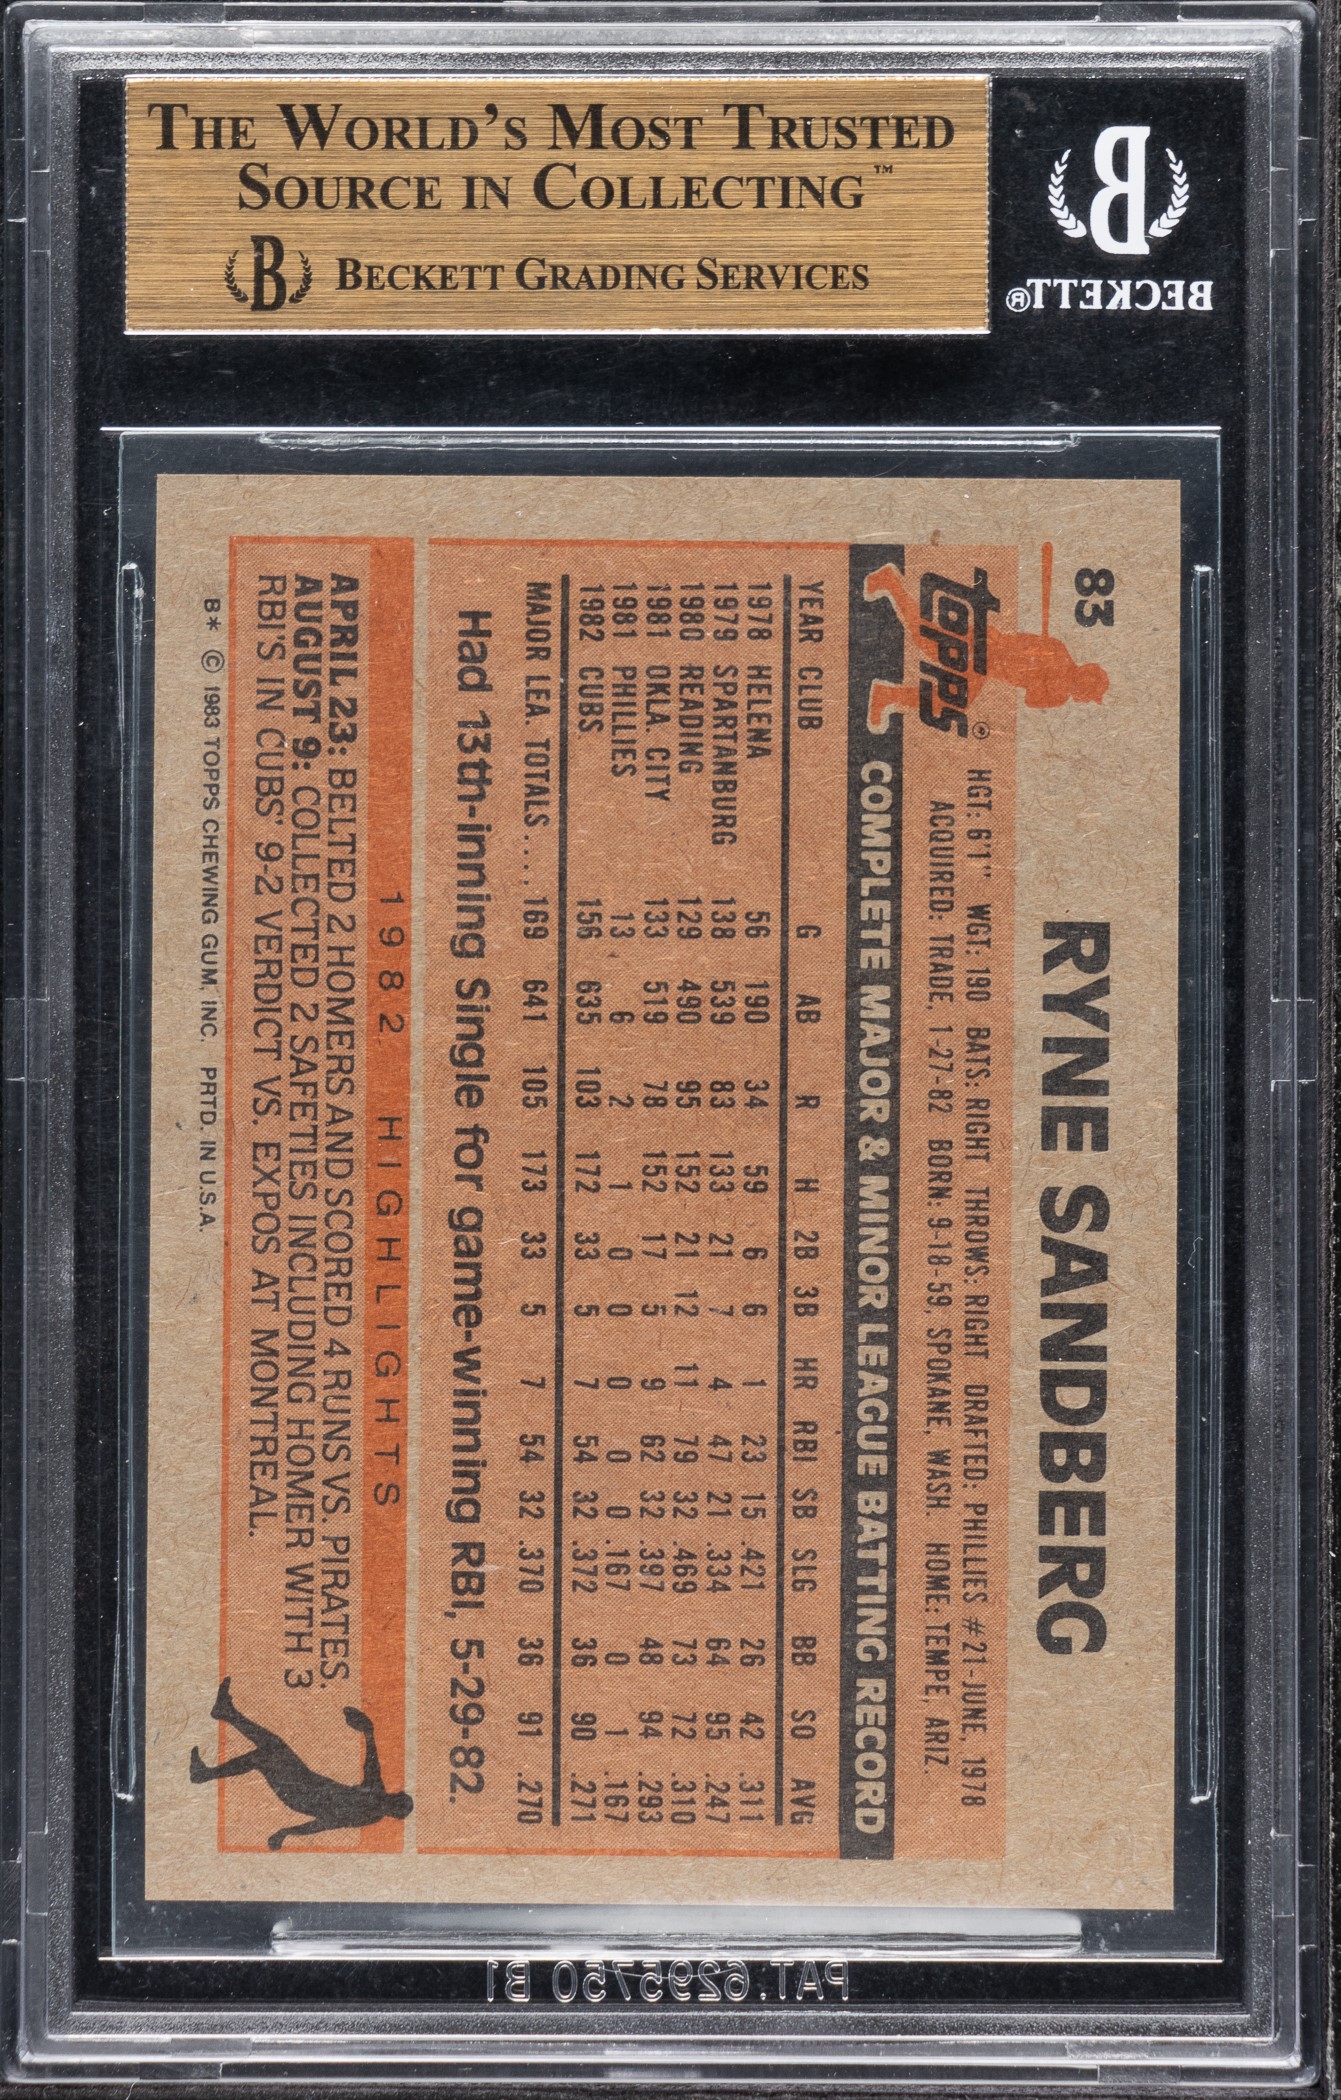 THE WORLD'S MOST TRUSTED
SOURCE IN COLLECTING™
B BECKETT GRADING SERVICES
B
BECKETT®
83 RYNE SANDBERG
Topps®
HGT: 6'1" WGT: 190 BATS: RIGHT THROWS: RIGHT DRAFTED: PHILLIES #21-JUNE, 1978
ACQUIRED: TRADE, 1-27-82 BORN: 9-18-59, SPOKANE, WASH. HOME: TEMPE, ARIZ.
COMPLETE MAJOR & MINOR LEAGUE BATTING RECORD
YEAR CLUB G AB R H 2B 3B HR RBI SB SLG BB SO AVG
1978 HELENA 56 190 34 59 6 6 1 23 15 .421 26 42 .311
1979 SPARTANBURG 138 539 83 133 21 7 4 47 21 .334 64 95 .247
1980 READING 129 490 95 152 21 12 11 79 32 .469 73 72 .310
1981 OKLA. CITY 133 519 78 152 17 5 9 62 32 .397 48 94 .293
1981 PHILLIES 13 6 2 1 0 0 0 0 0 .167 0 1 .167
1982 CUBS 156 635 103 172 33 5 7 54 32 .372 36 90 .271
MAJOR LEA. TOTALS .... 169 641 105 173 33 5 7 54 32 .370 36 91 .270
Had 13th-inning Single for game-winning RBI, 5-29-82.
1982 HIGHLIGHTS
APRIL 23: BELTED 2 HOMERS AND SCORED 4 RUNS VS. PIRATES.
AUGUST 9: COLLECTED 2 SAFETIES INCLUDING HOMER WITH 3
RBI'S IN CUBS' 9-2 VERDICT VS. EXPOS AT MONTREAL.
B* © 1983 TOPPS CHEWING GUM, INC. PRTD. IN U.S.A.
PAT. 6295750 B1